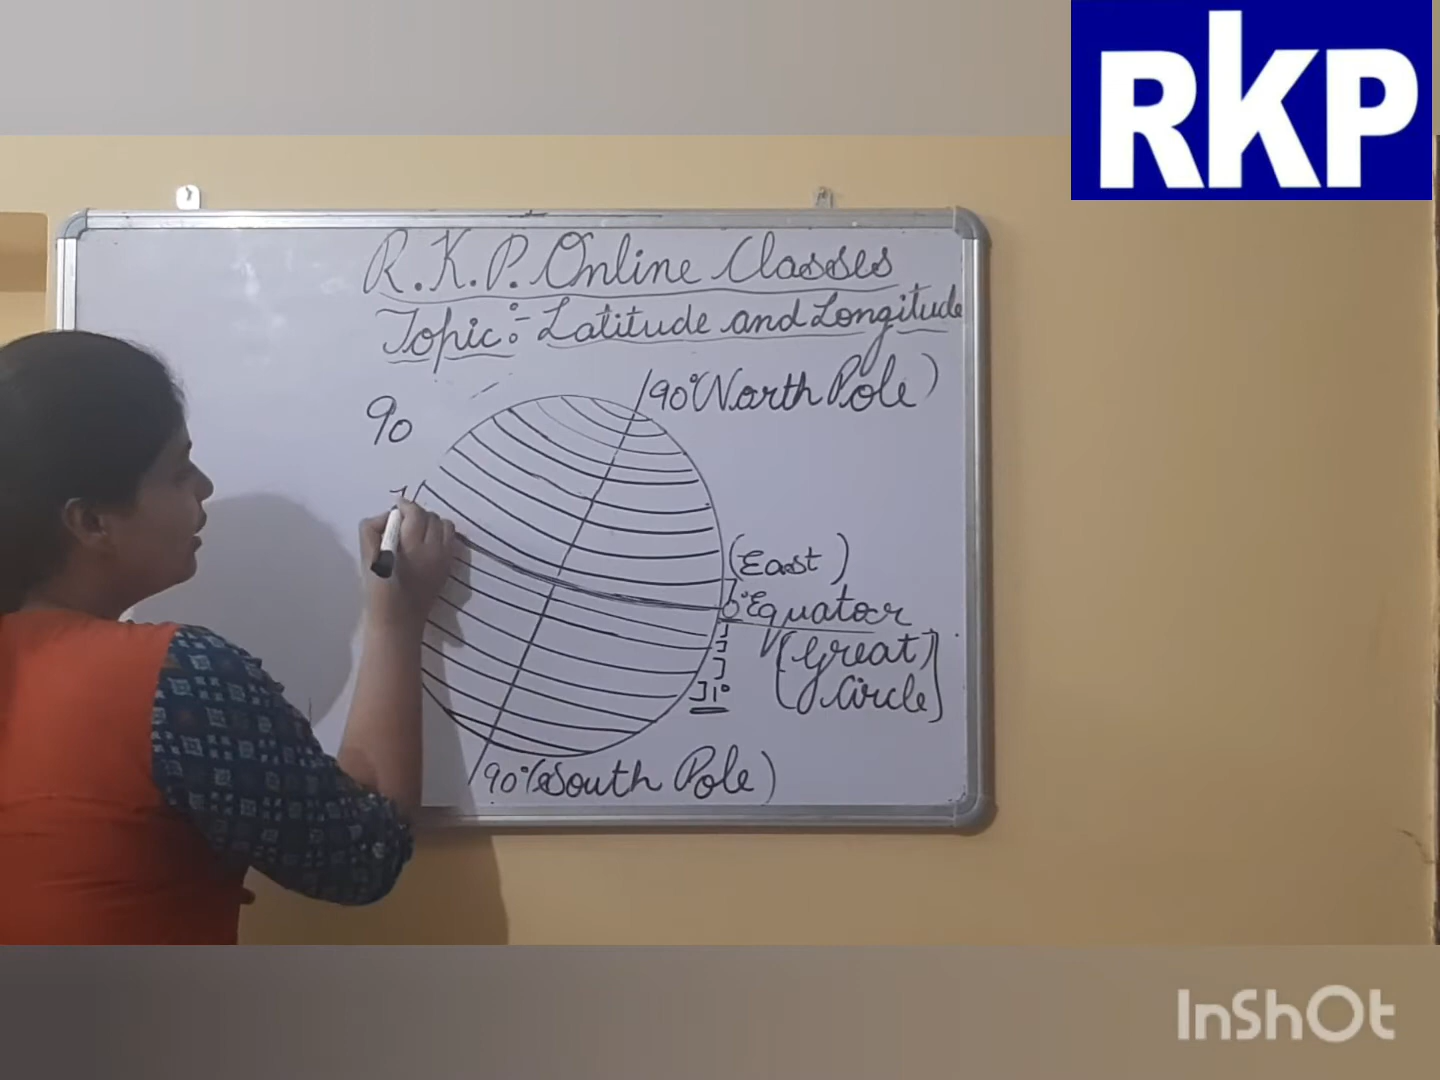 RKP
R.K.P. Online Classes
Topic:- Latitude and Longitude
90°(North Pole)
90
(East)
0° Equator
[Great Circle]
1°
90°(South Pole)
InShOt